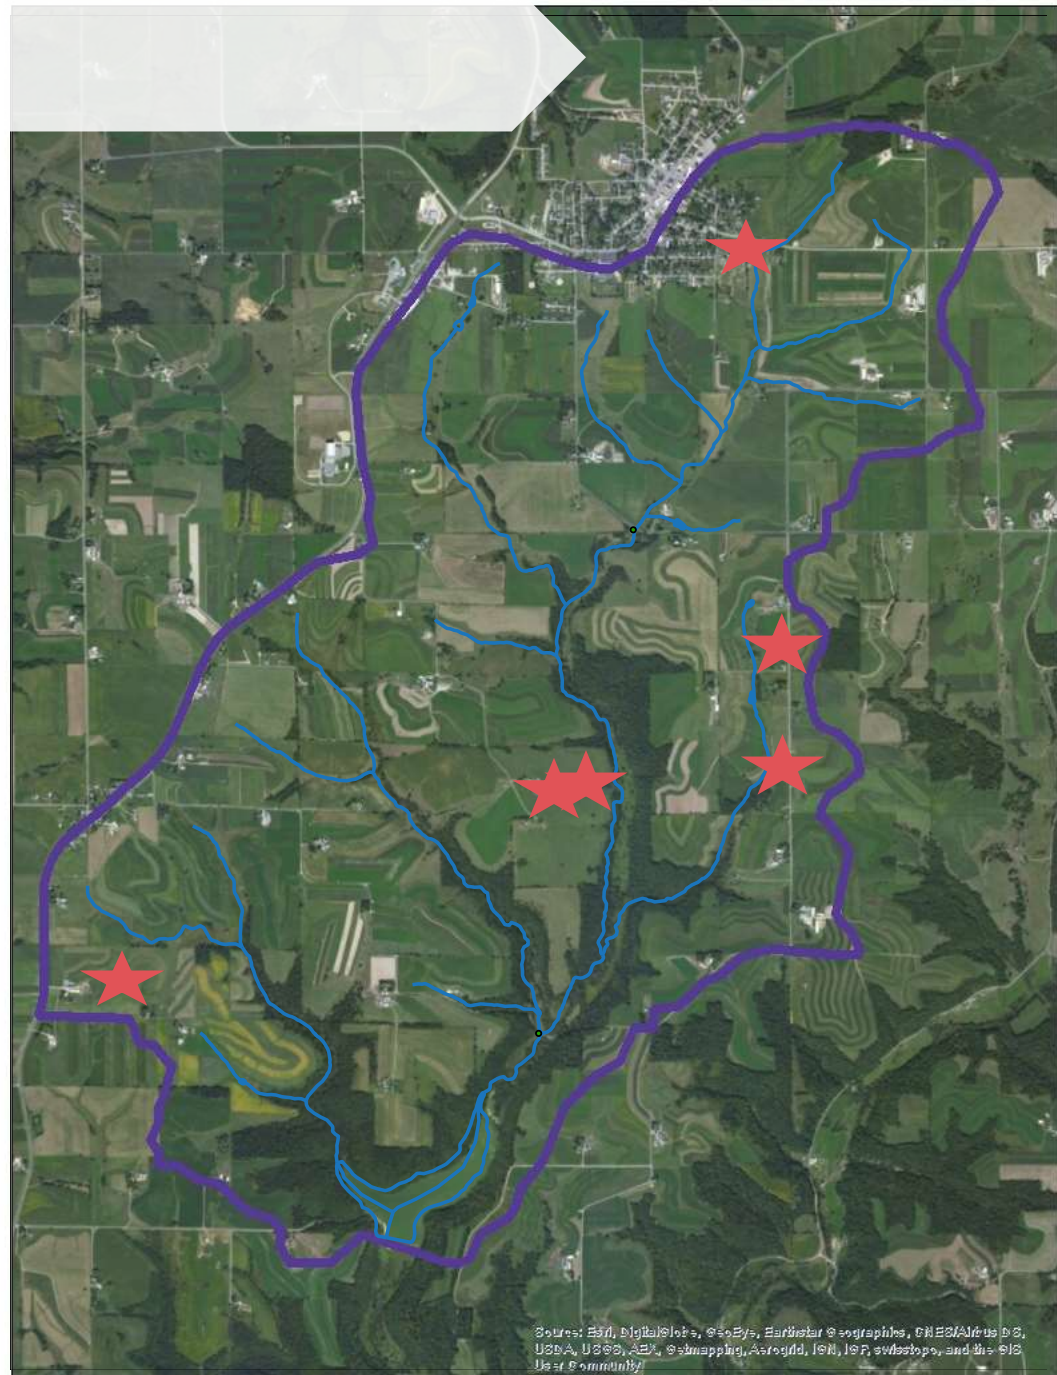 Source: Esri, DigitalGlobe, GeoEye, Earthstar Geographics, CNES/Airbus DS,
USDA, USGS, AEX, Getmapping, Aerogrid, IGN, IGP, swisstopo, and the GIS
User Community